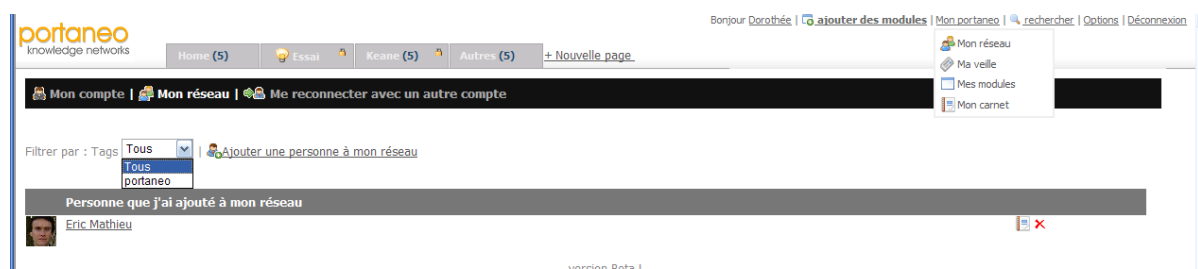 Bonjour Dorothée | ajouter des modules | Mon portaneo | rechercher | Options | Déconnexion
portaneo
knowledge networks
Home (5) Essai Keane (5) Autres (5) + Nouvelle page
Mon réseau
Ma veille
Mes modules
Mon carnet
Mon compte | Mon réseau | Me reconnecter avec un autre compte
Filtrer par : Tags Tous | Ajouter une personne à mon réseau
Tous
portaneo
Personne que j'ai ajouté à mon réseau
Eric Mathieu
version Beta !